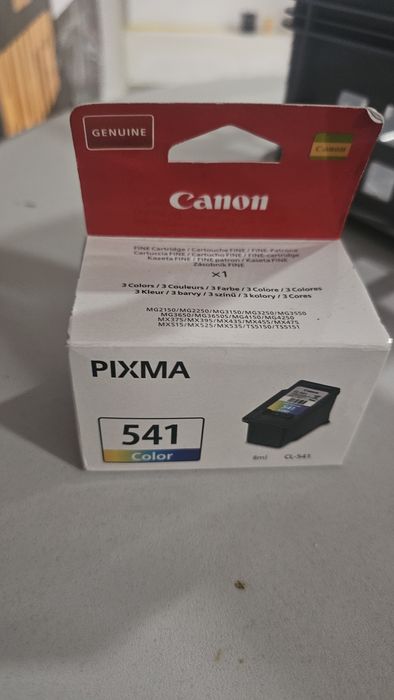 GENUINE
Canon
Canon
FINE Cartridge / Cartouche FINE / FINE-Patrone
Cartuccia FINE / Cartucho FINE / FINE-cartridge
Kazeta FINE / FINE patron / Kaseta FINE
Zásobník FINE
x1
3 Colors / 3 Couleurs / 3 Farbe / 3 Colore / 3 Colores
3 Kleur / 3 barvy / 3 színű / 3 kolory / 3 Cores
MG2150/MG2250/MG3150/MG3250/MG3550
MG3650/MG3650S/MG4150/MG4250
MX375/MX395/MX435/MX455/MX475
MX515/MX525/MX535/TS5150/TS5151
PIXMA
541
Color
541
8ml CL-541